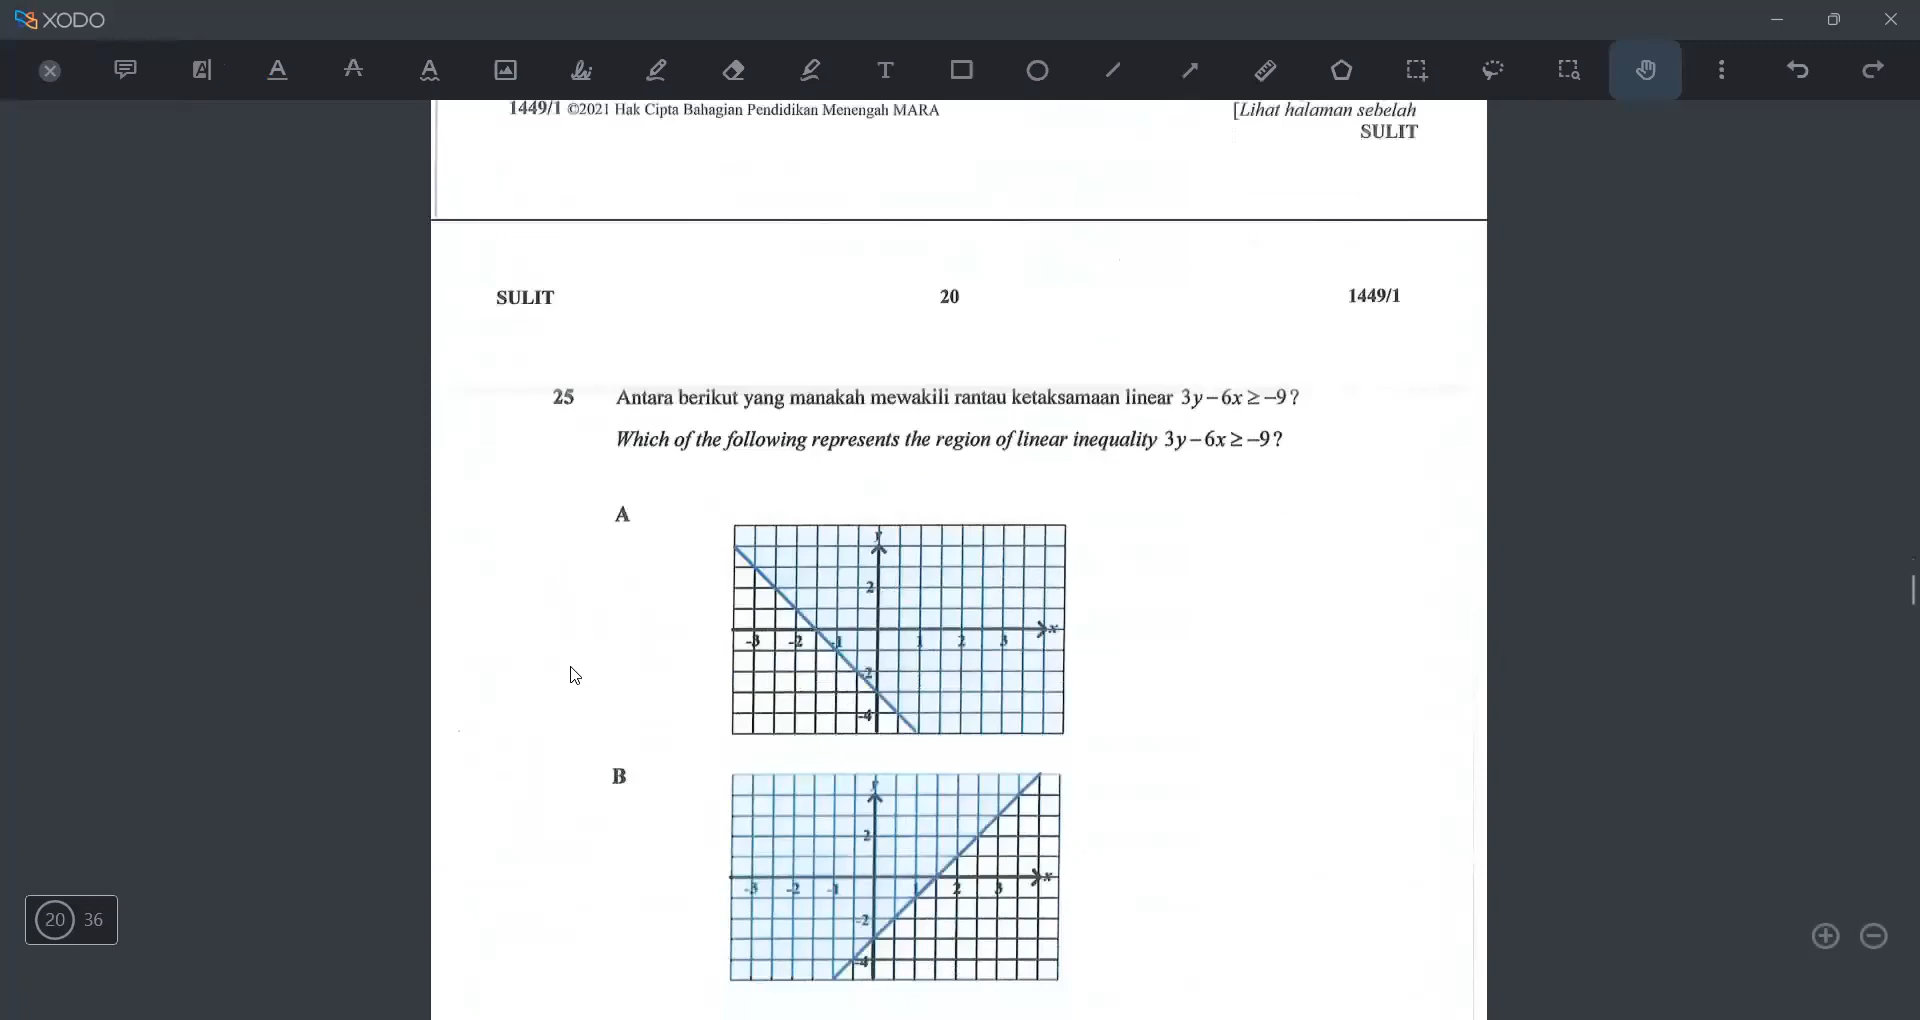 XODO
1449/1 ©2021 Hak Cipta Bahagian Pendidikan Menengah MARA
[Lihat halaman sebelah
SULIT
SULIT 20 1449/1
25 Antara berikut yang manakah mewakili rantau ketaksamaan linear 3y – 6x ≥ –9?
Which of the following represents the region of linear inequality 3y – 6x ≥ –9?
A
y
2
x
-3 -2 -1 1 2 3
-2
-4
B
y
2
x
-3 -2 -1 1 2 3
-2
-4
20 36